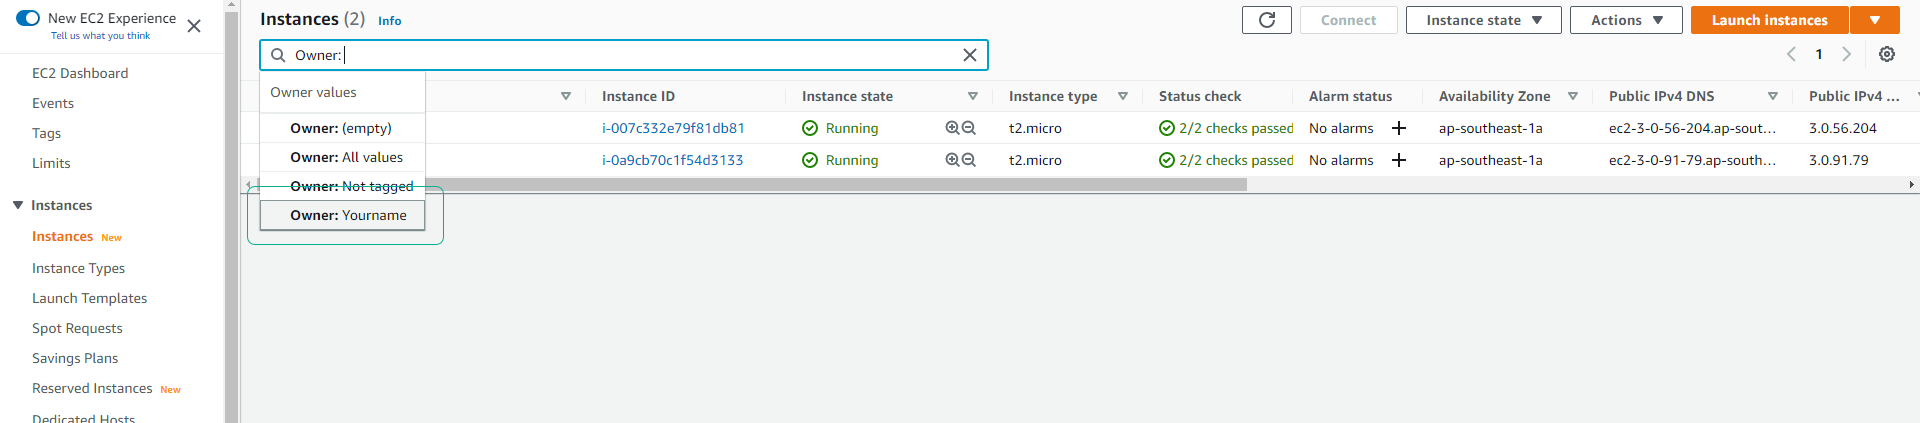 New EC2 Experience
Tell us what you think
EC2 Dashboard
Events
Tags
Limits
Instances
Instances New
Instance Types
Launch Templates
Spot Requests
Savings Plans
Reserved Instances New
Dedicated Hosts
Instances (2) Info
Connect
Instance state
Actions
Launch instances
Owner:
1
Owner values
Owner: (empty)
Owner: All values
Owner: Not tagged
Owner: Yourname
Instance ID Instance state Instance type Status check Alarm status Availability Zone Public IPv4 DNS Public IPv4 ...
i-007c332e79f81db81 Running t2.micro 2/2 checks passed No alarms + ap-southeast-1a ec2-3-0-56-204.ap-sout... 3.0.56.204
i-0a9cb70c1f54d3133 Running t2.micro 2/2 checks passed No alarms + ap-southeast-1a ec2-3-0-91-79.ap-south... 3.0.91.79